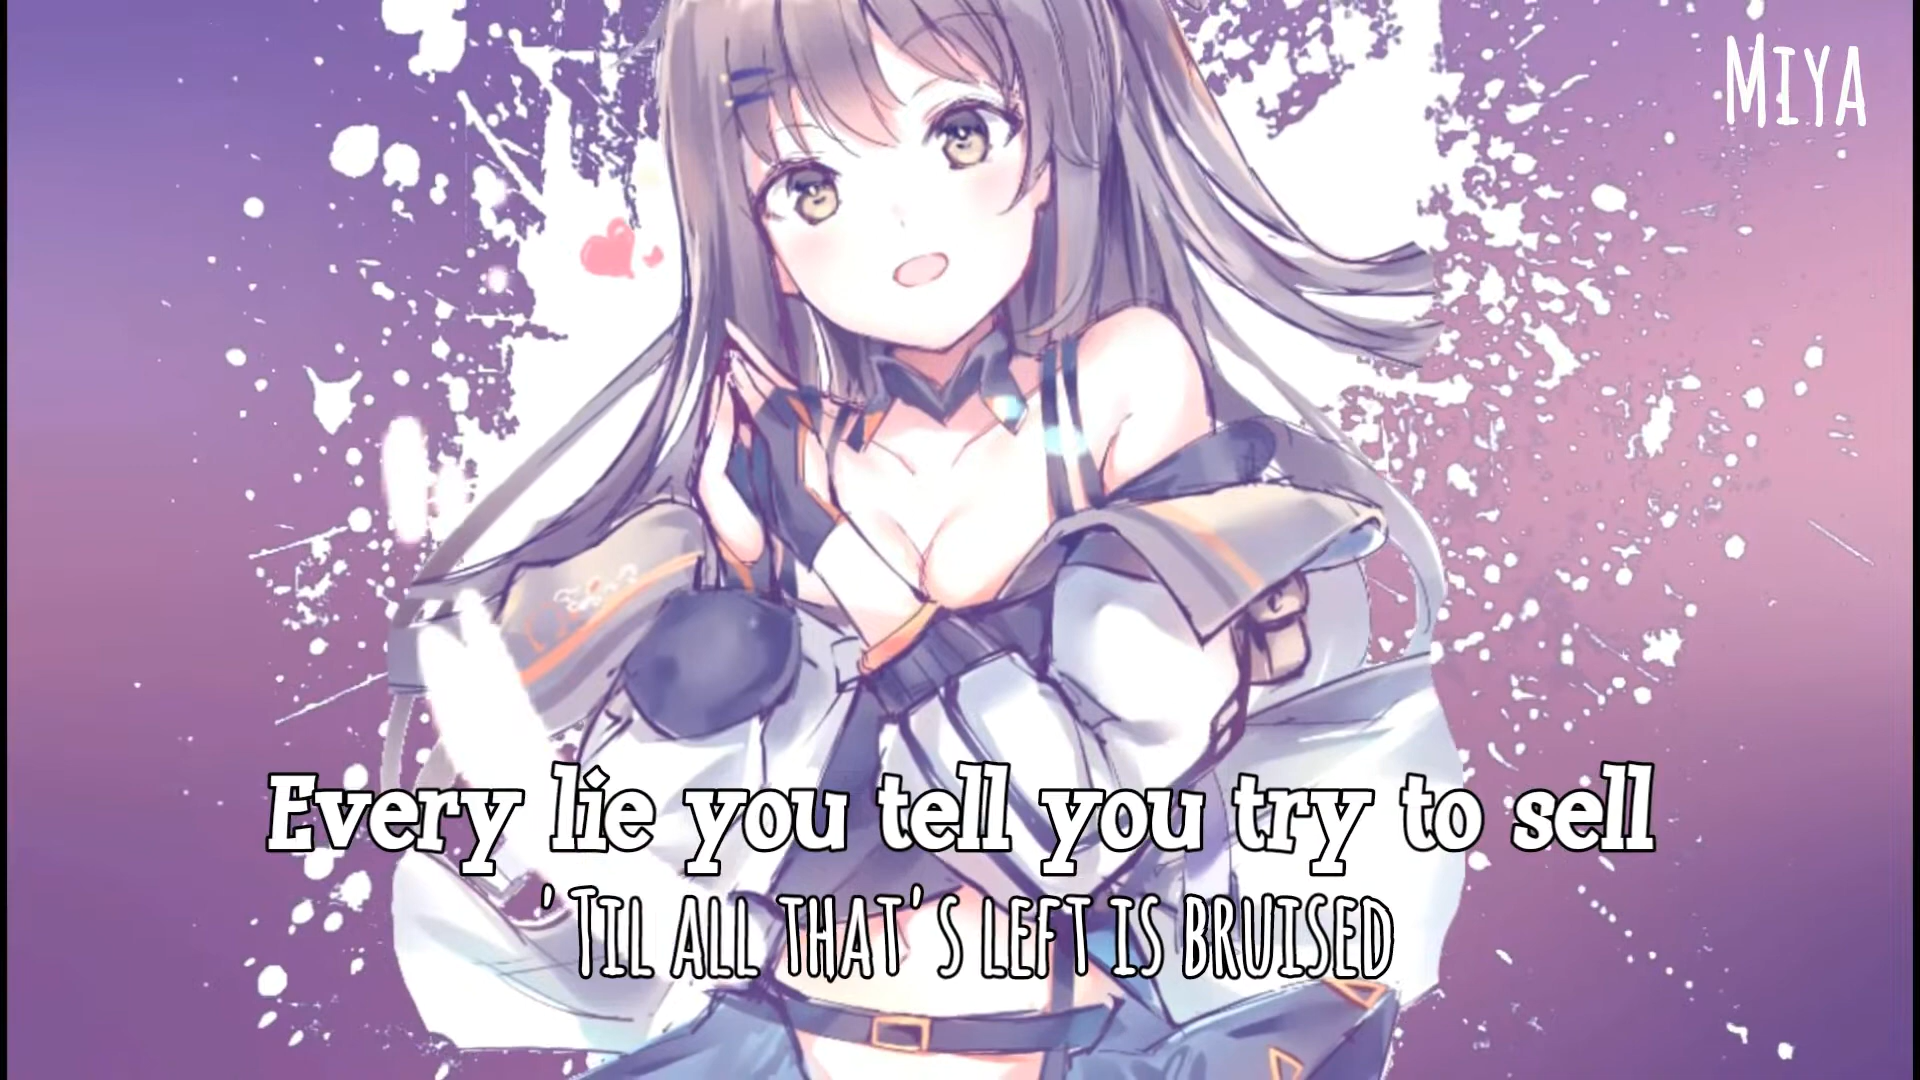 Miya
Every lie you tell you try to sell
'Til all that's left is bruised